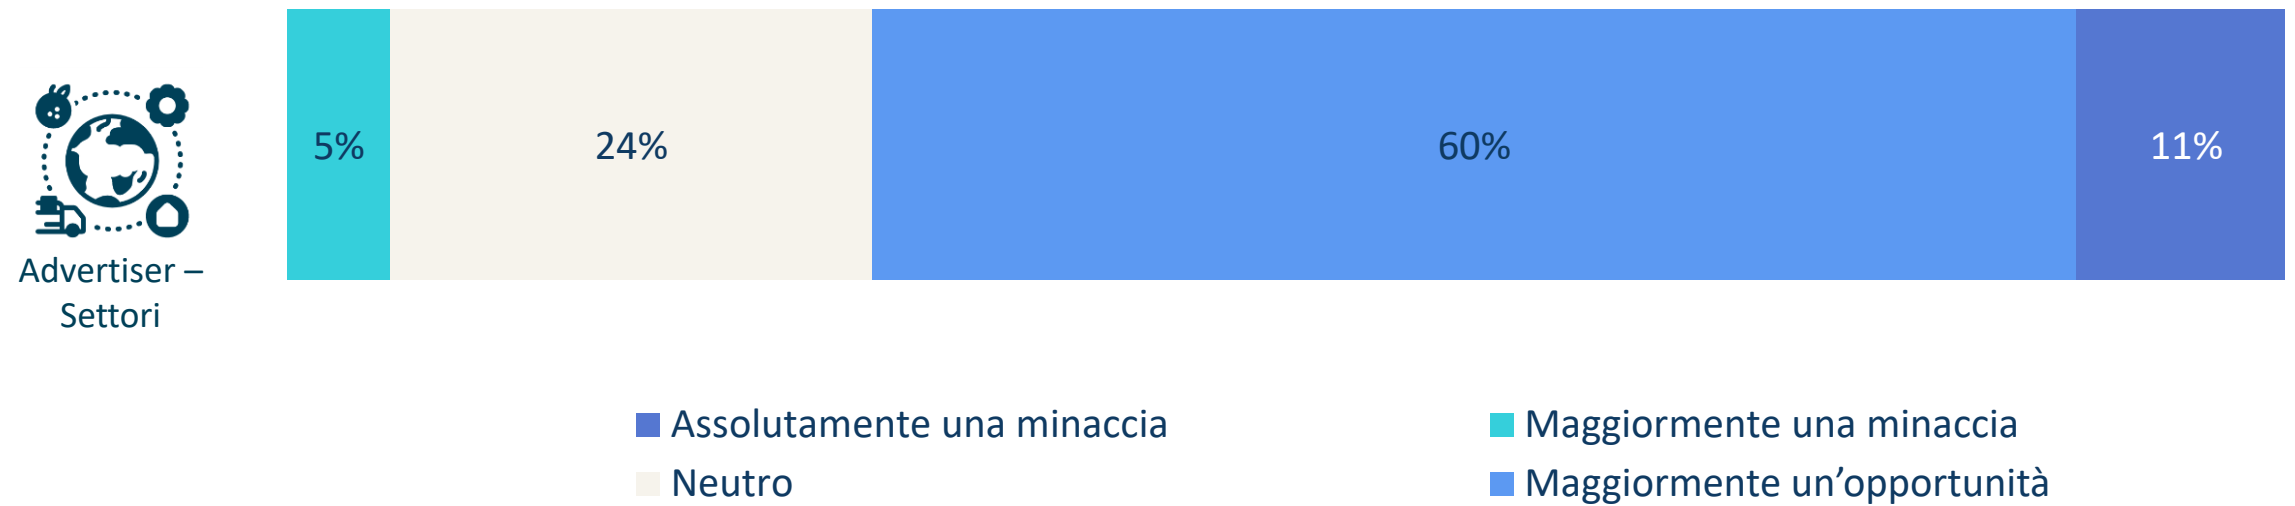 5%
24%
60%
11%
Advertiser –
Settori
Assolutamente una minaccia
Maggiormente una minaccia
Neutro
Maggiormente un’opportunità